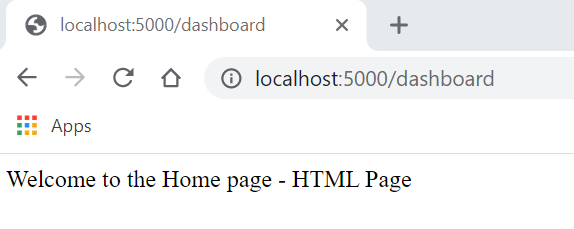 localhost:5000/dashboard
localhost:5000/dashboard
Apps
Welcome to the Home page - HTML Page